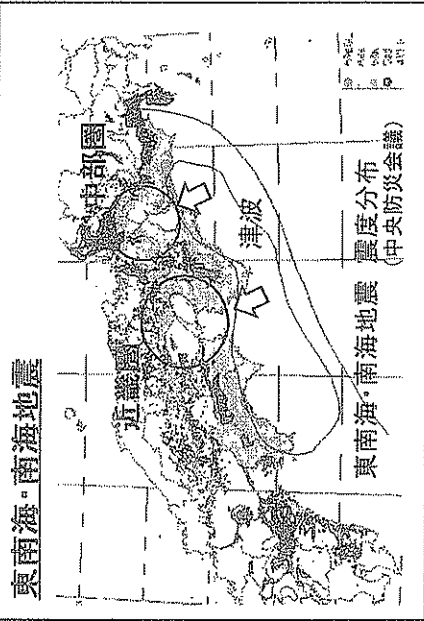 東南海・南海地震
中部圏
近畿圏
津波
東南海・南海地震 震度分布
(中央防災会議)